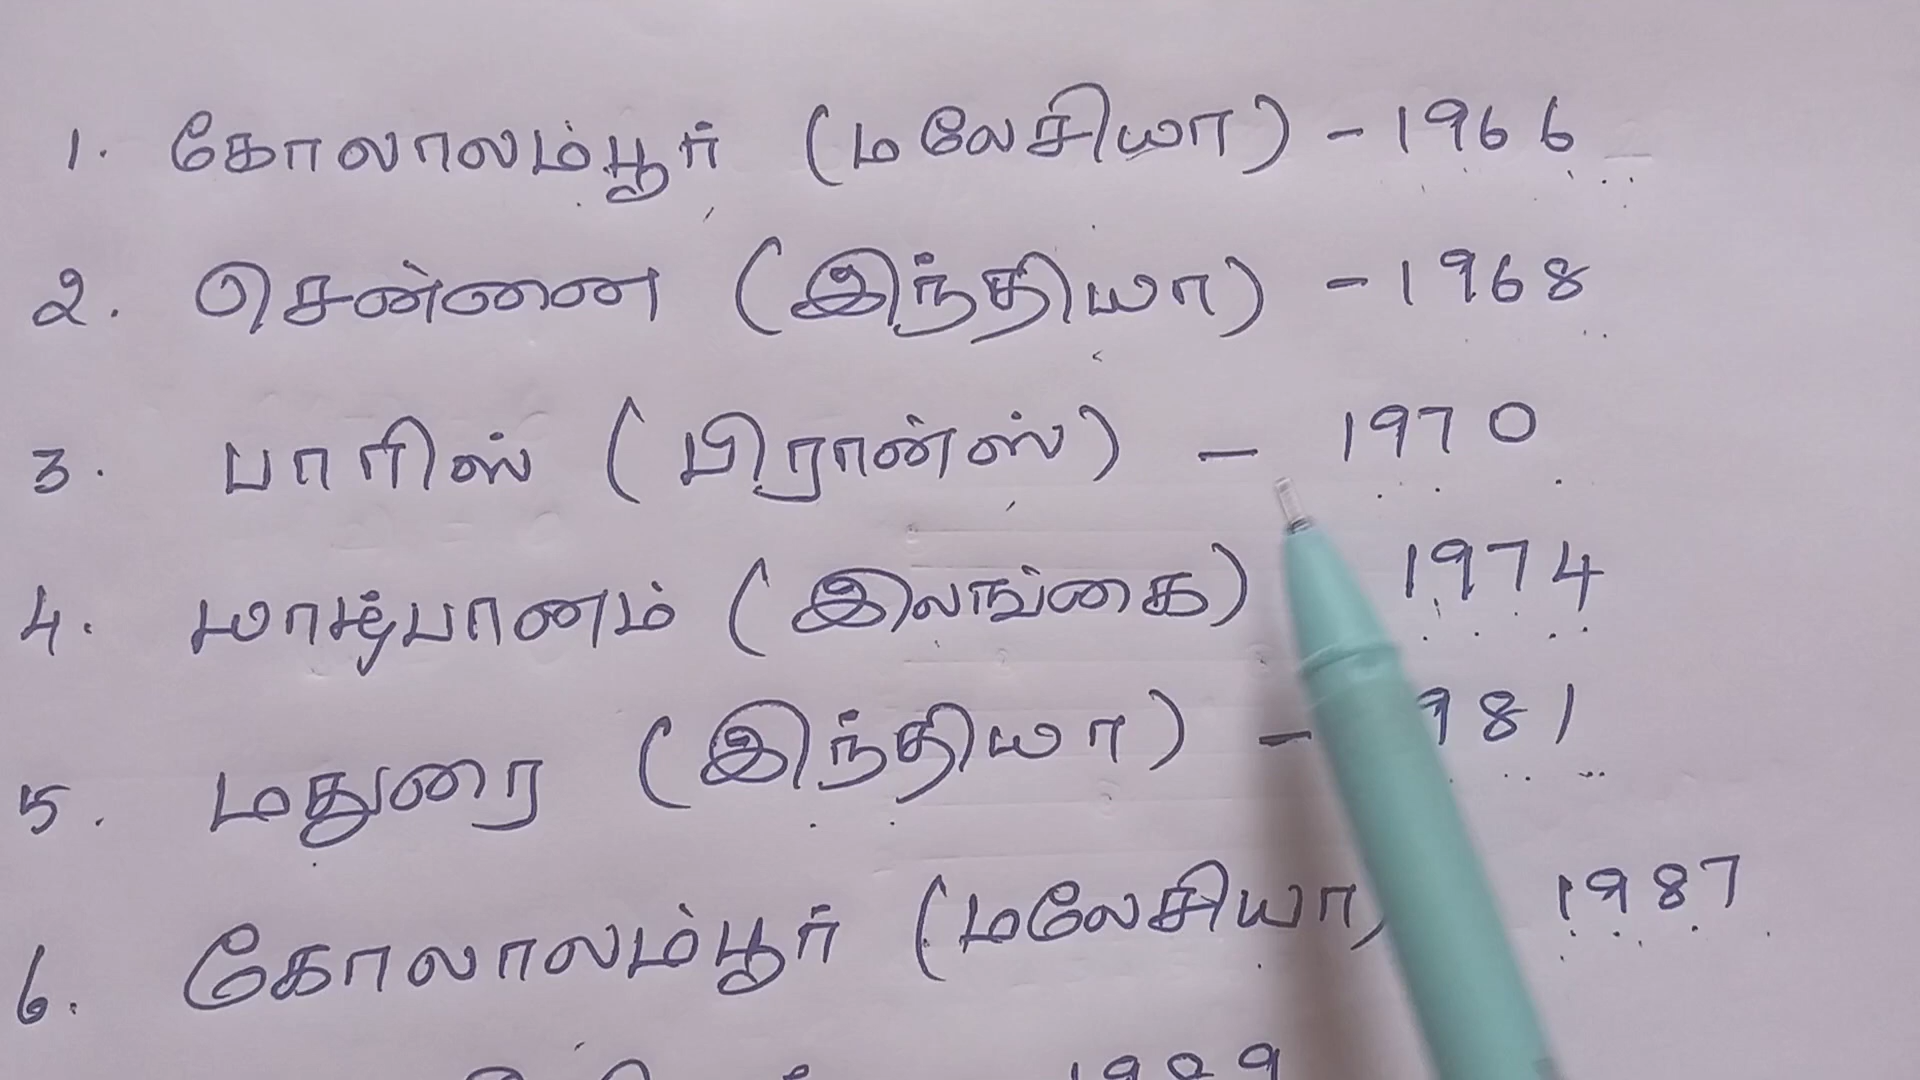 1. கோலாலம்பூர் (மலேசியா) - 1966
2. சென்னை (இந்தியா) - 1968
3. பாரிஸ் (பிரான்ஸ்) - 1970
4. யாழ்பாணம் (இலங்கை) 1974
5. மதுரை (இந்தியா) - 981
6. கோலாலம்பூர் (மலேசியா) 1987
1989